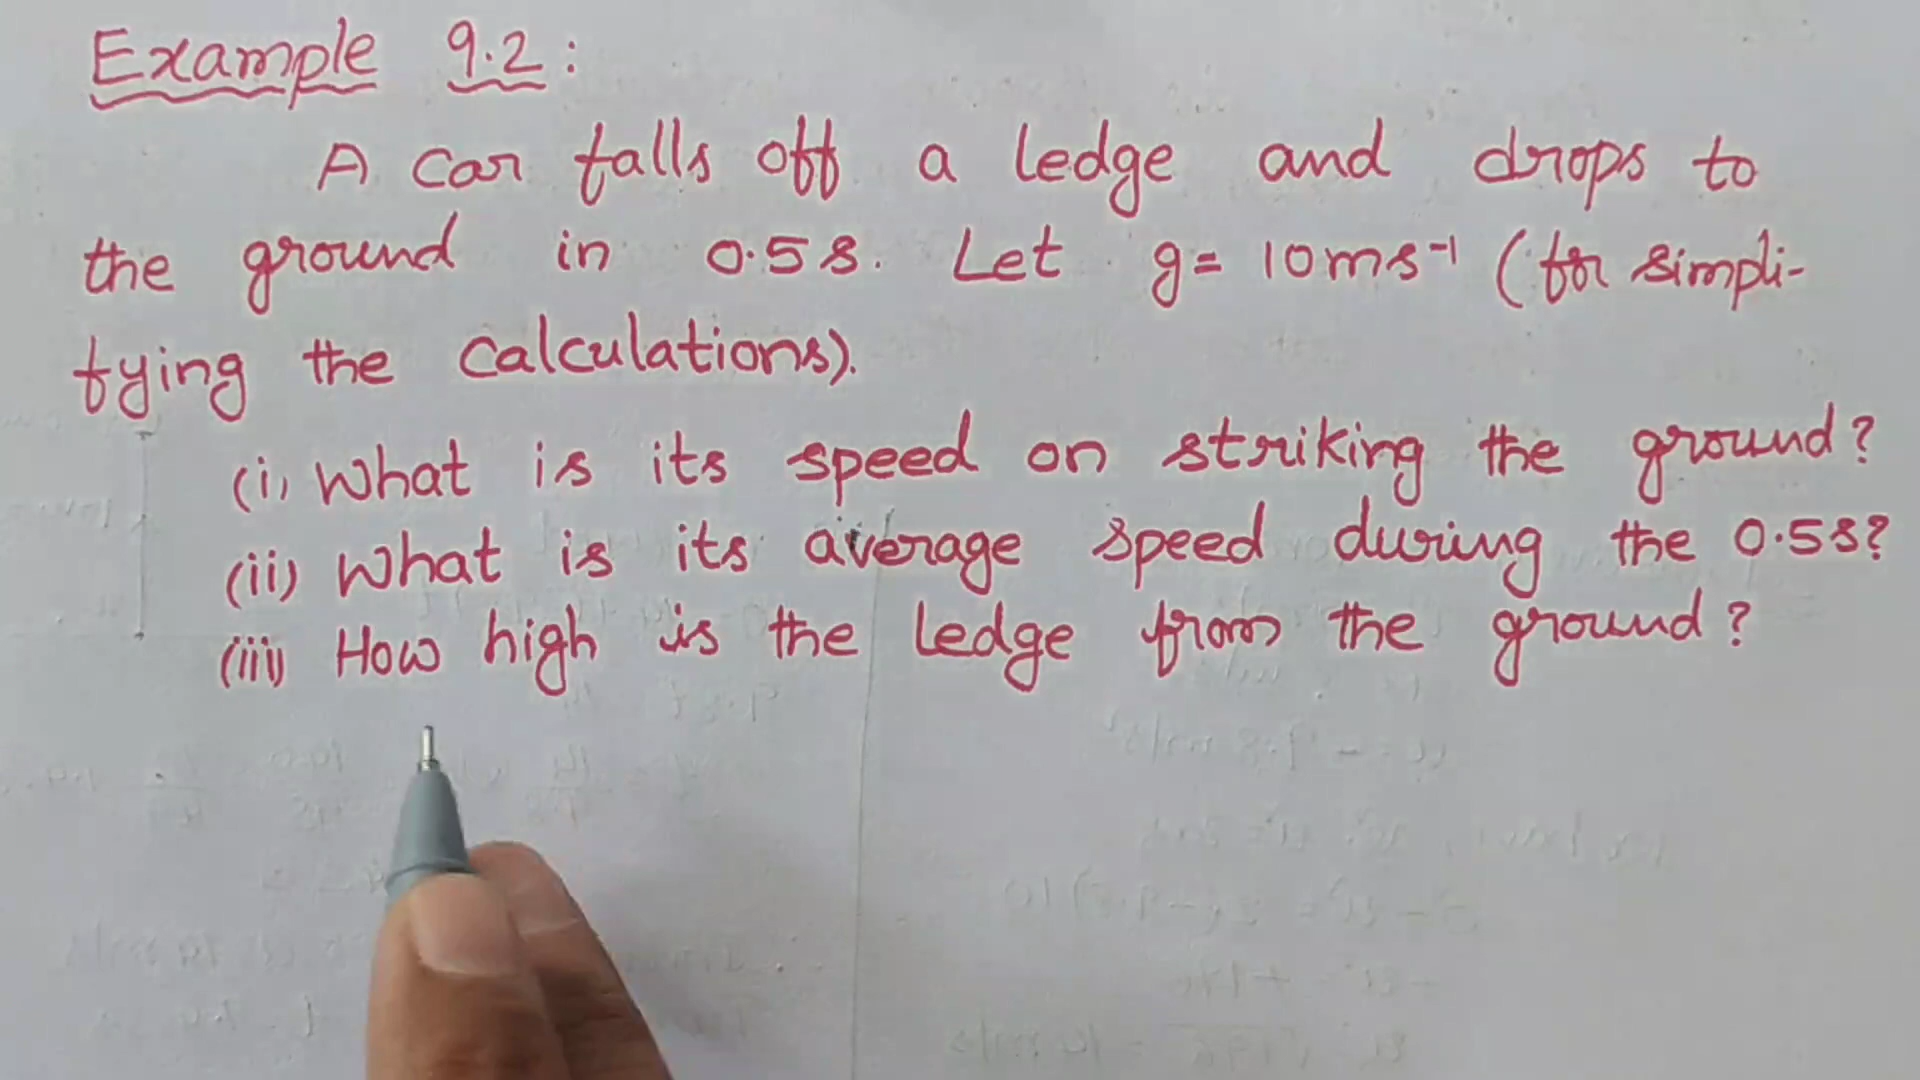 Example 9.2:
A car falls off a ledge and drops to
the ground in 0.5s. Let g= 10ms⁻¹ (for simpli-
fying the calculations).
(i) What is its speed on striking the ground?
(ii) What is its average speed during the 0.5s?
(iii) How high is the ledge from the ground?